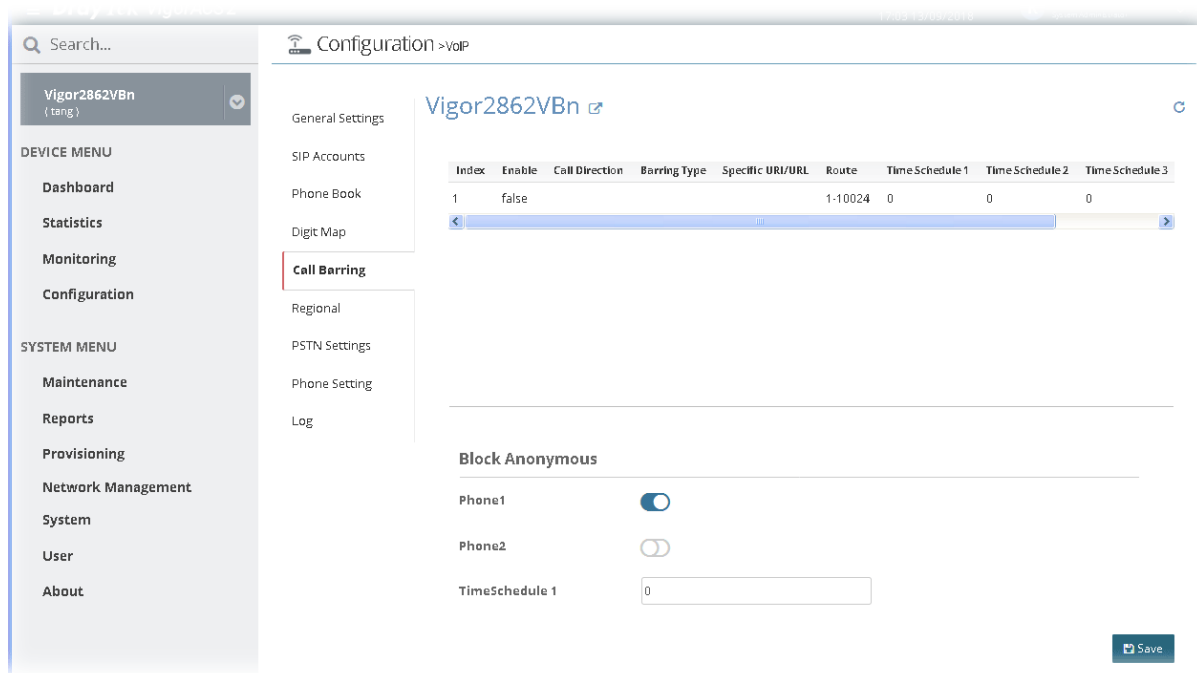 Search...
Configuration >VoIP
Vigor2862VBn
( tang )
DEVICE MENU
Dashboard
Statistics
Monitoring
Configuration
SYSTEM MENU
Maintenance
Reports
Provisioning
Network Management
System
User
About
General Settings
SIP Accounts
Phone Book
Digit Map
Call Barring
Regional
PSTN Settings
Phone Setting
Log
Vigor2862VBn
Index Enable Call Direction Barring Type Specific URI/URL Route Time Schedule 1 Time Schedule 2 Time Schedule 3
1 false 1-10024 0 0 0
Block Anonymous
Phone1
Phone2
TimeSchedule 1
0
Save